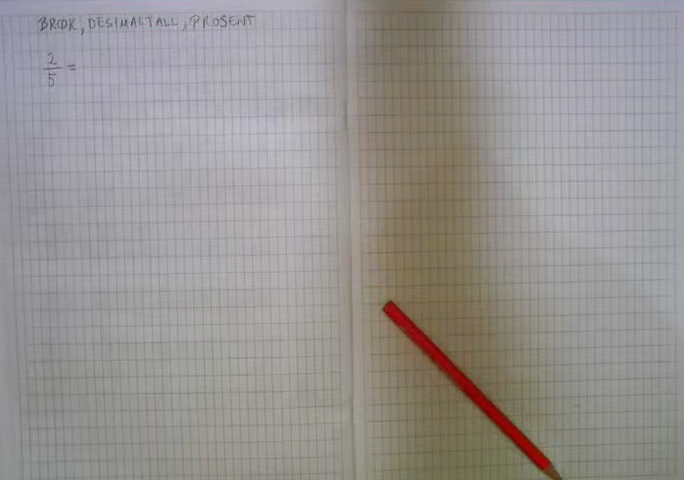 BRØK, DESIMALTALL, PROSENT
2/5 =